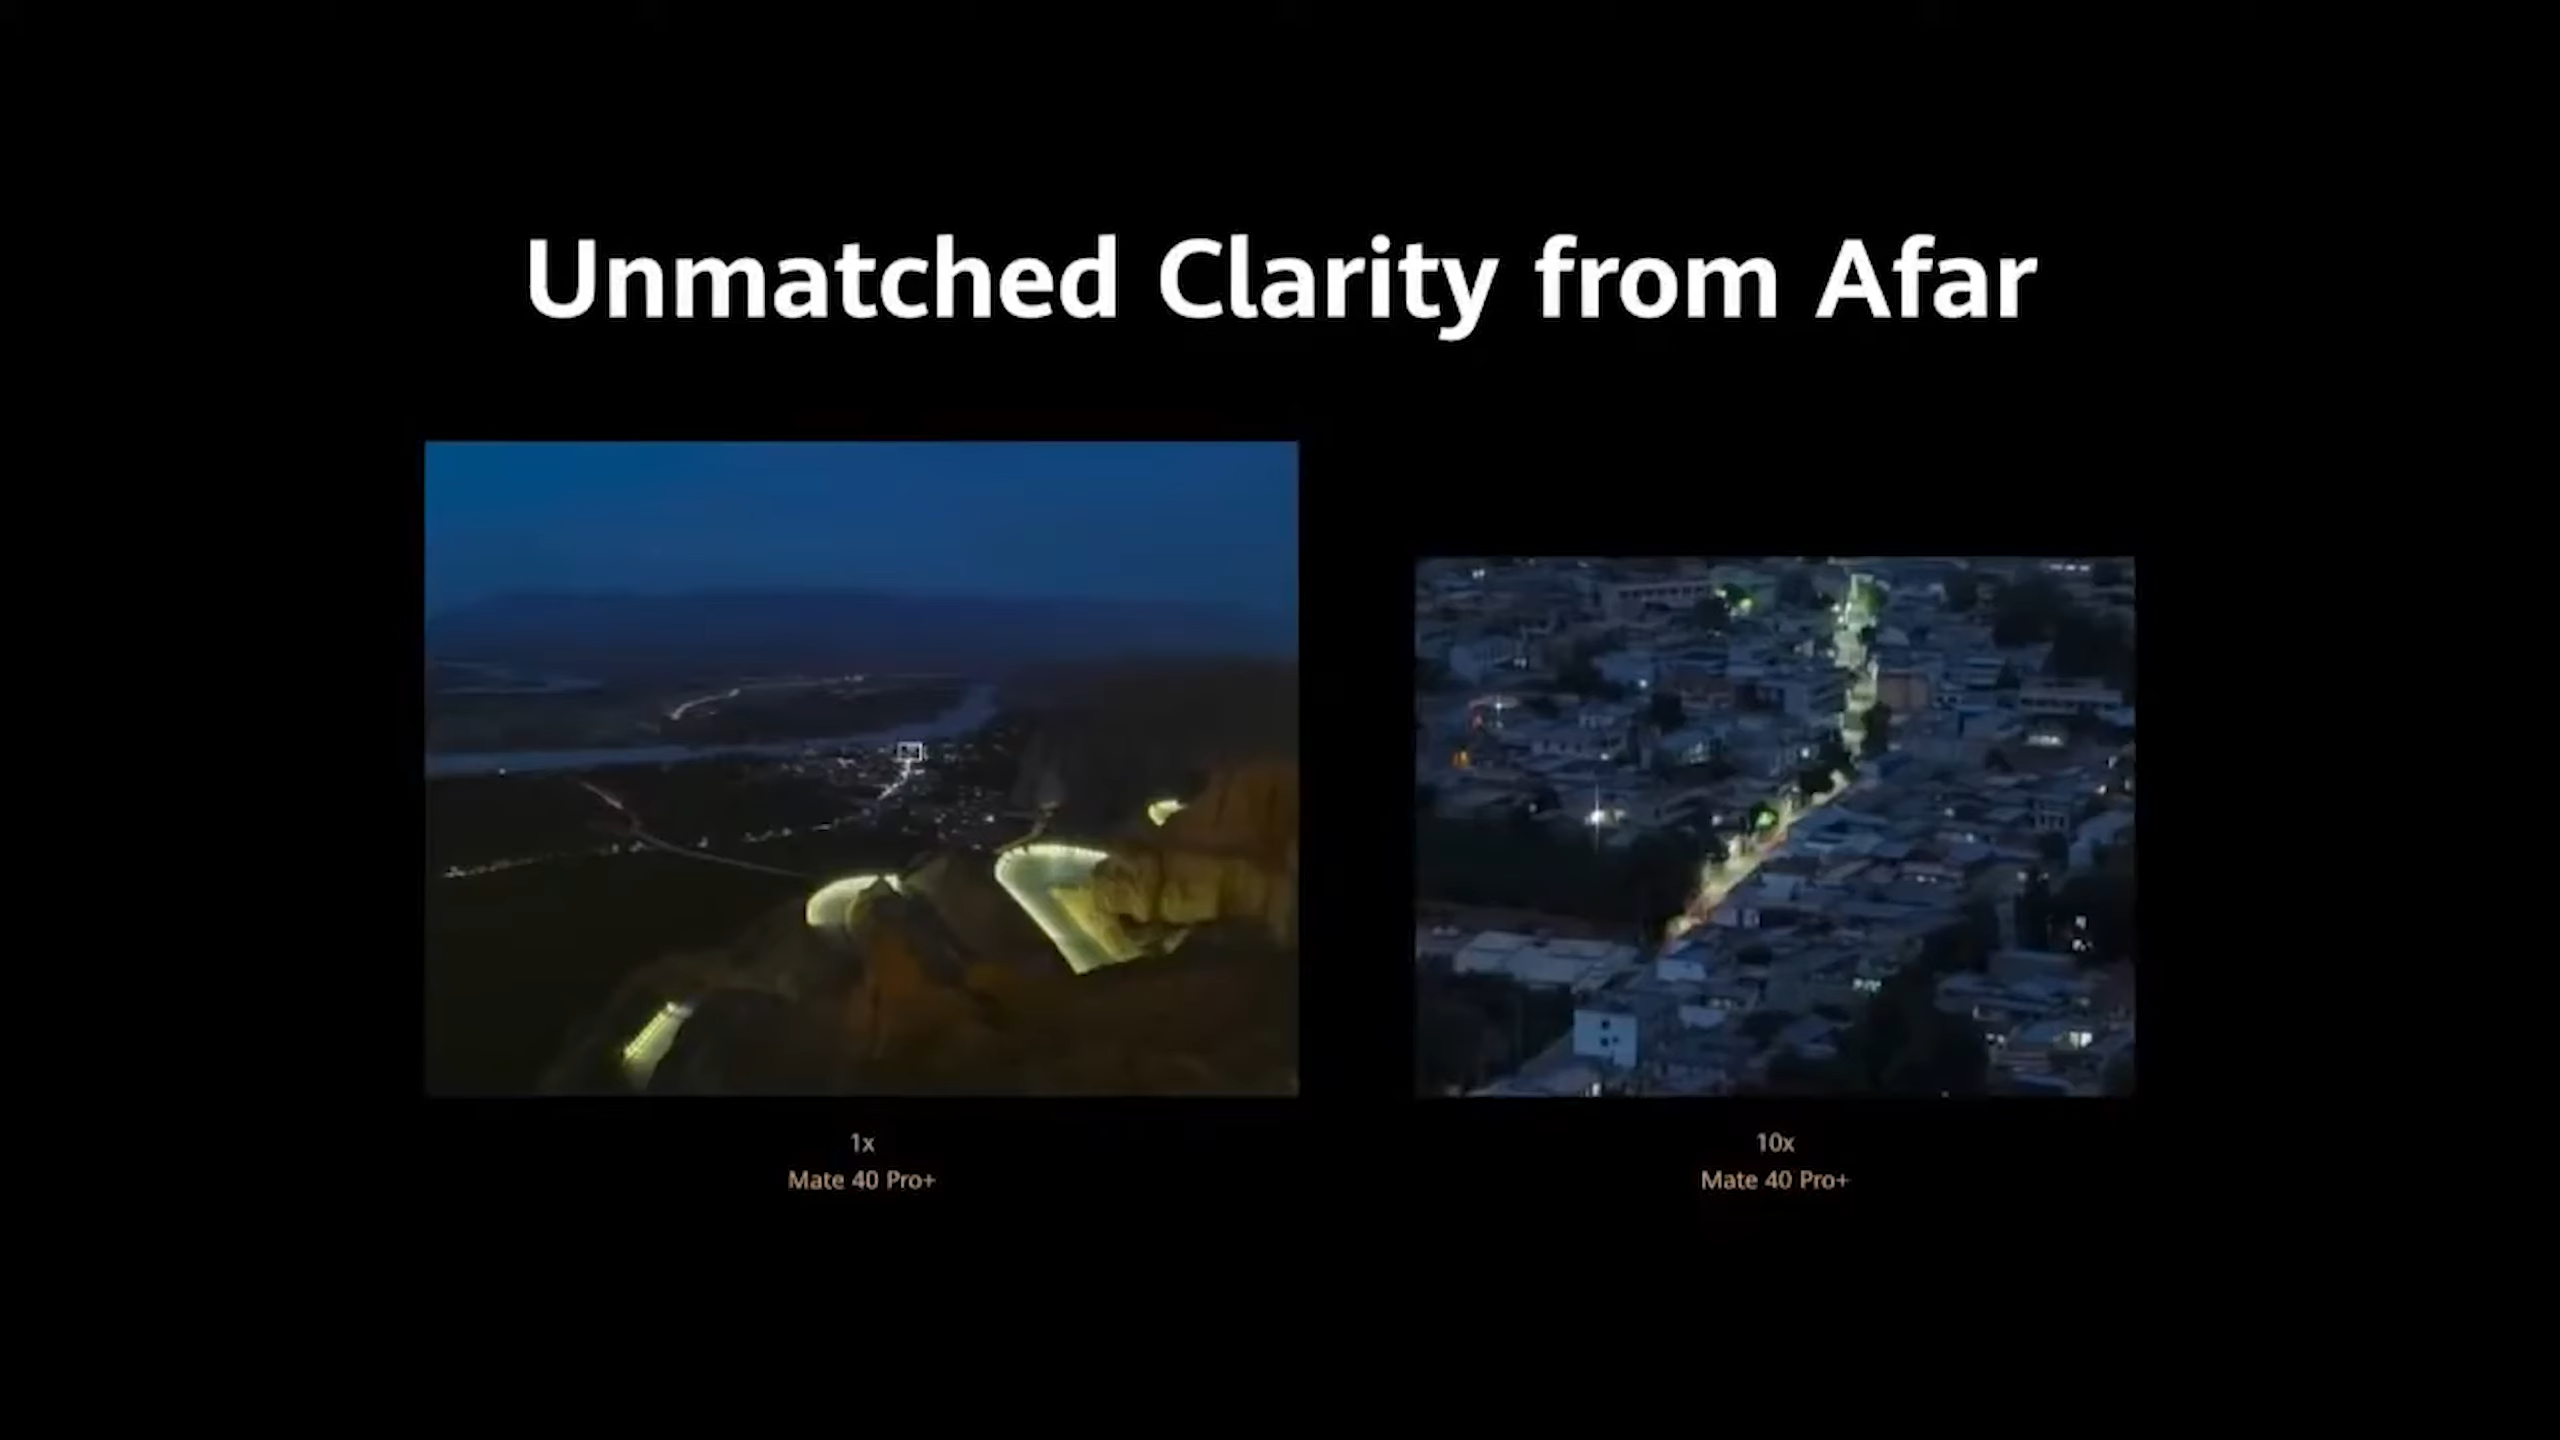 Unmatched Clarity from Afar
1x
Mate 40 Pro+
10x
Mate 40 Pro+